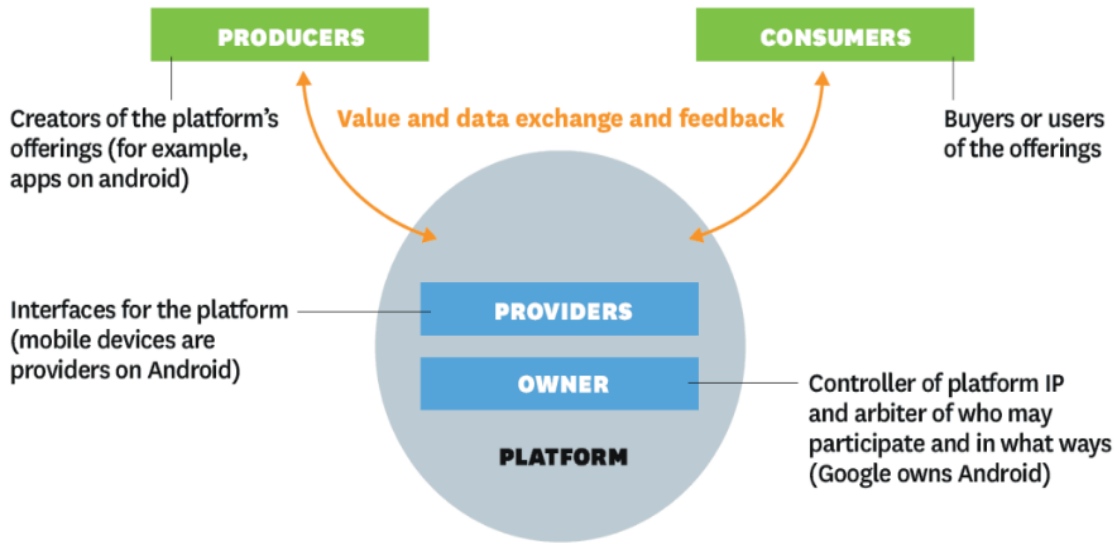 PRODUCERS
CONSUMERS
Creators of the platform's
offerings (for example,
apps on android)
Value and data exchange and feedback
Buyers or users
of the offerings
Interfaces for the platform
(mobile devices are
providers on Android)
PROVIDERS
OWNER
PLATFORM
Controller of platform IP
and arbiter of who may
participate and in what ways
(Google owns Android)